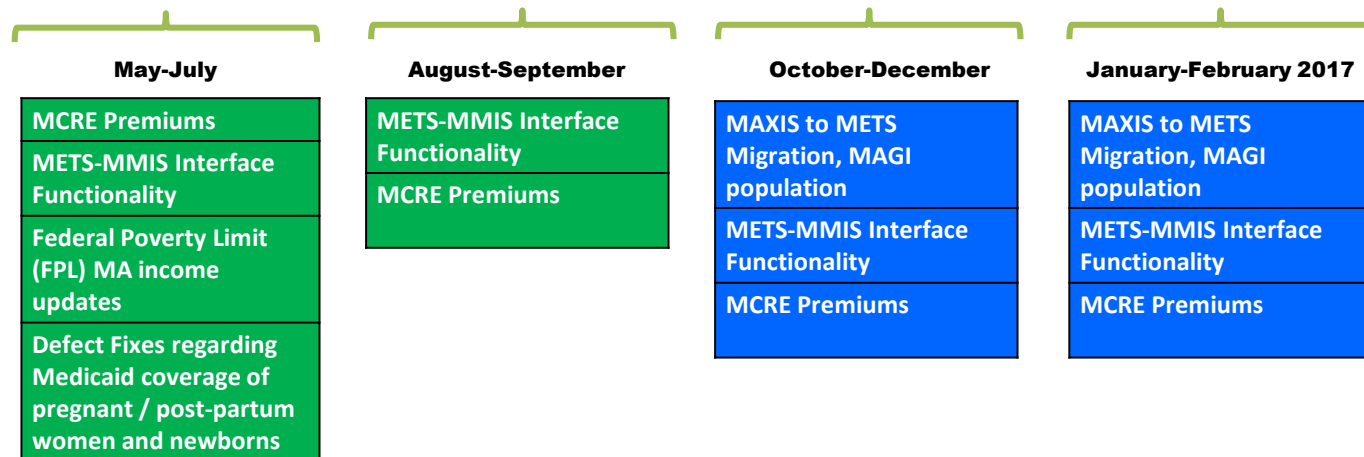 May-July
MCRE Premiums
METS-MMIS Interface
Functionality
Federal Poverty Limit
(FPL) MA income
updates
Defect Fixes regarding
Medicaid coverage of
pregnant / post-partum
women and newborns
August-September
METS-MMIS Interface
Functionality
MCRE Premiums
October-December
MAXIS to METS
Migration, MAGI
population
METS-MMIS Interface
Functionality
MCRE Premiums
January-February 2017
MAXIS to METS
Migration, MAGI
population
METS-MMIS Interface
Functionality
MCRE Premiums